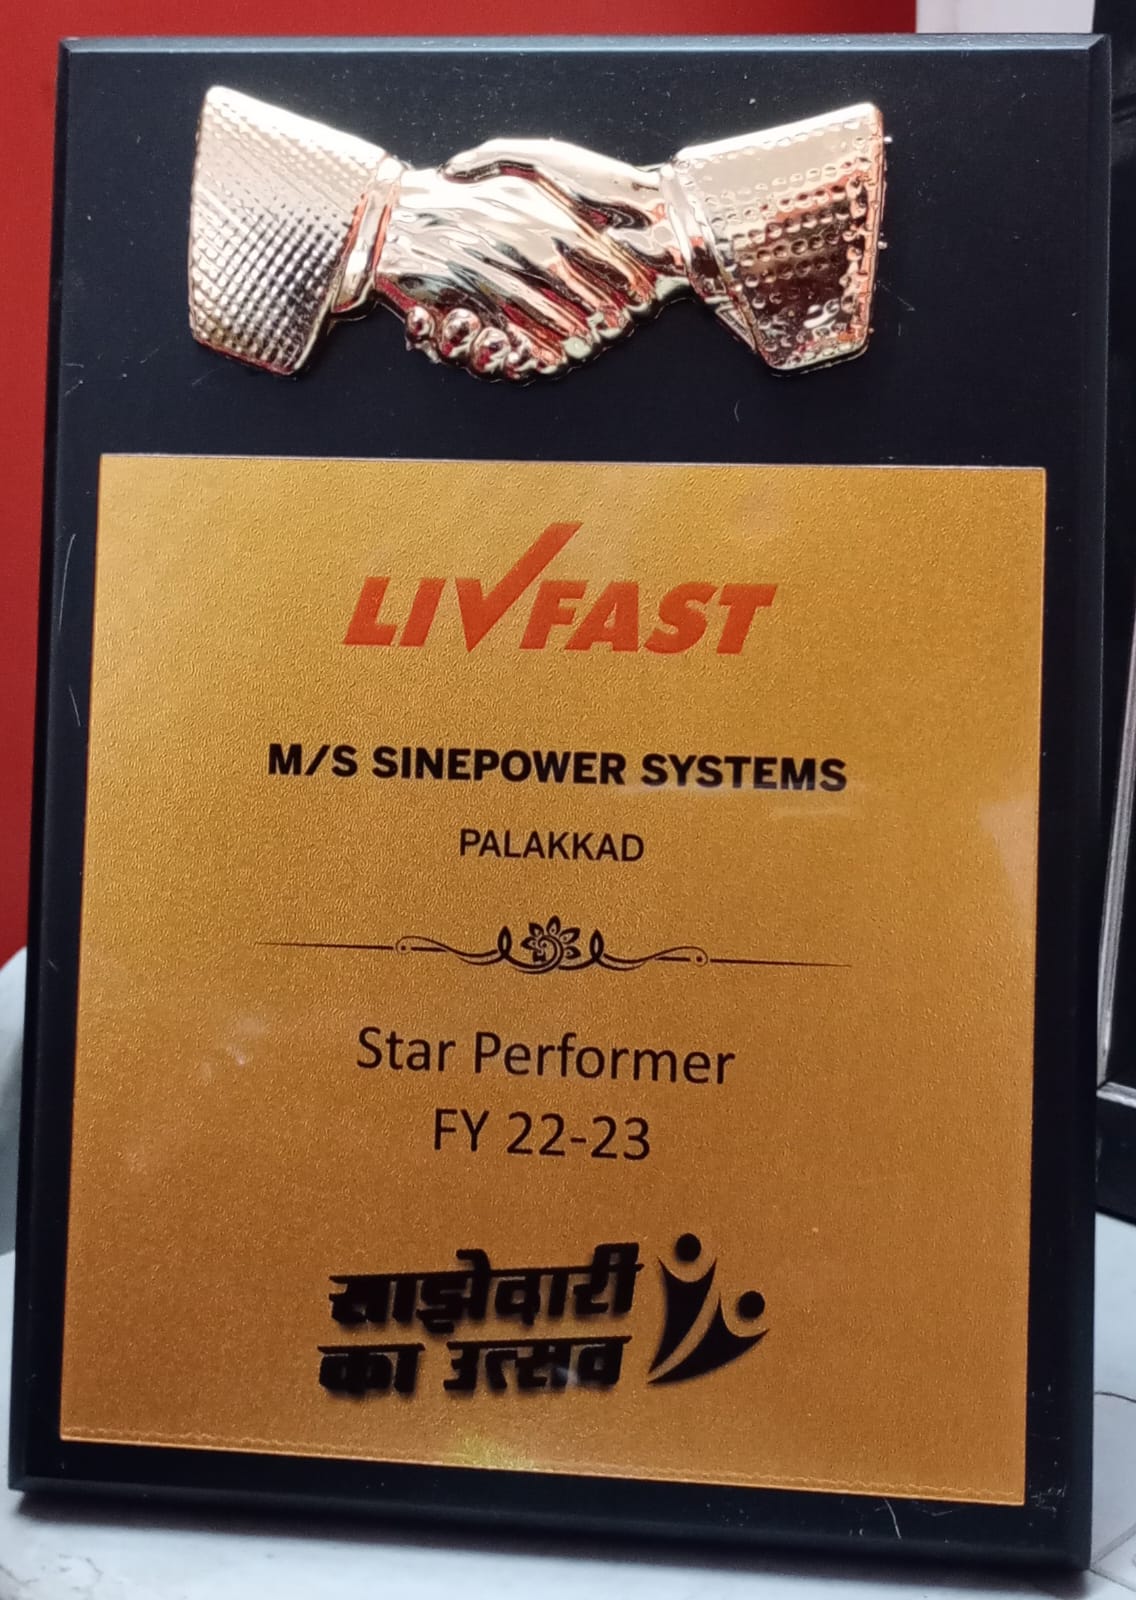 LIVFAST
M/S SINEPOWER SYSTEMS
PALAKKAD
Star Performer
FY 22-23
साझेदारी
का उत्सव